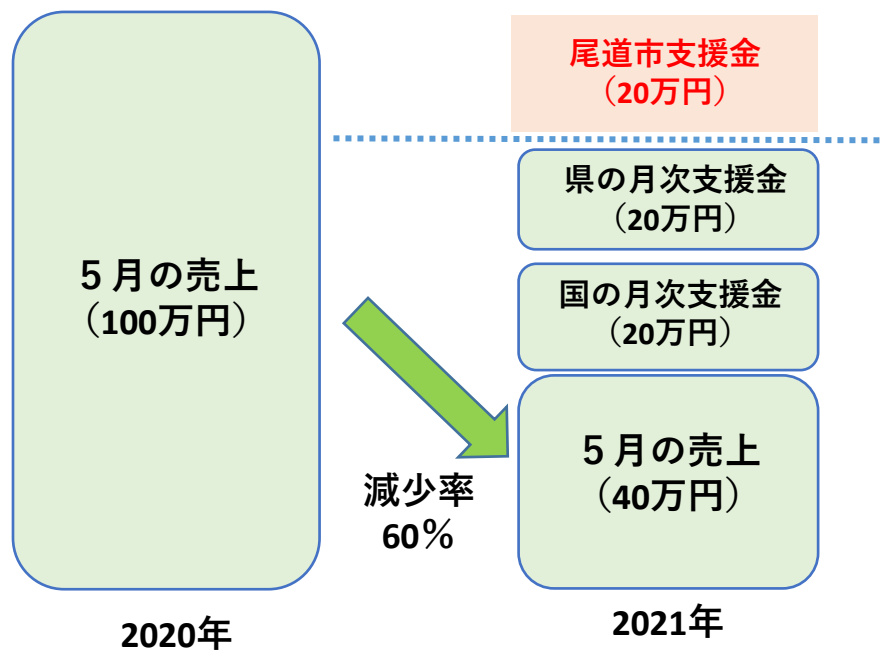 5月の売上
（100万円）
2020年
減少率
60%
尾道市支援金
（20万円）
県の月次支援金
（20万円）
国の月次支援金
（20万円）
5月の売上
（40万円）
2021年